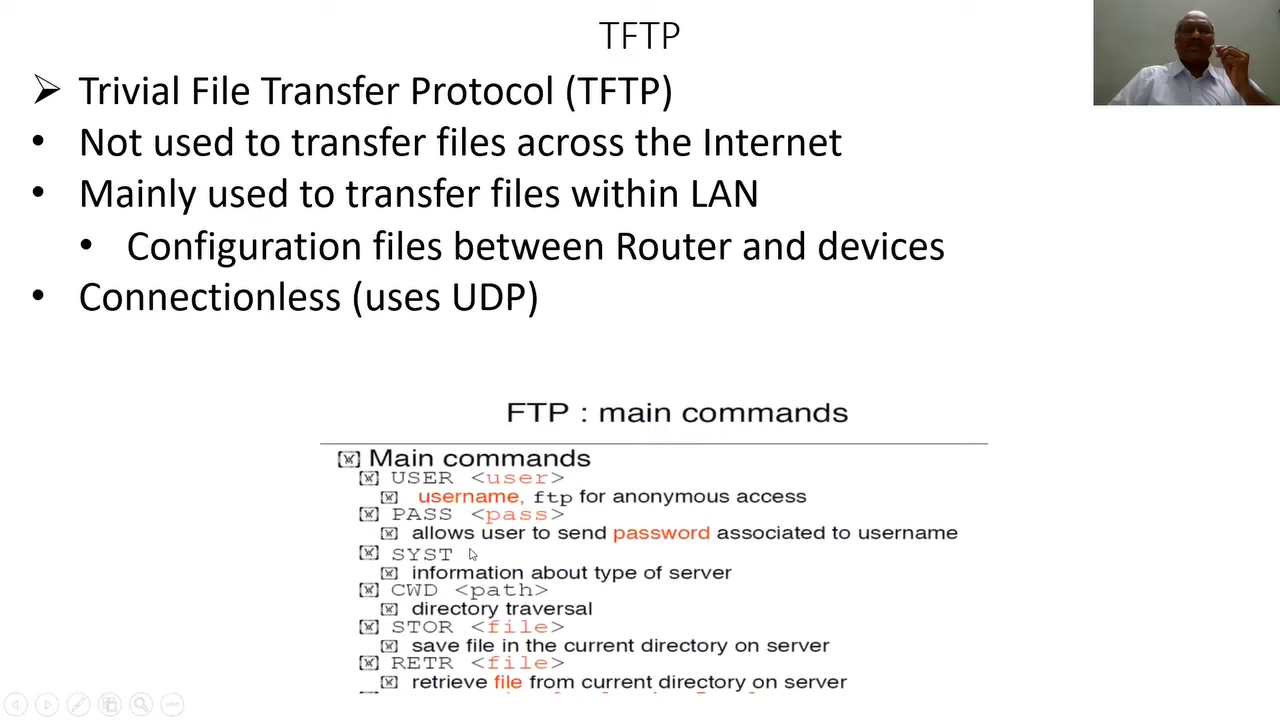 TFTP
Trivial File Transfer Protocol (TFTP)
Not used to transfer files across the Internet
Mainly used to transfer files within LAN
Configuration files between Router and devices
Connectionless (uses UDP)
FTP : main commands
Main commands
USER <user>
username, ftp for anonymous access
PASS <pass>
allows user to send password associated to username
SYST
information about type of server
CWD <path>
directory traversal
STOR <file>
save file in the current directory on server
RETR <file>
retrieve file from current directory on server